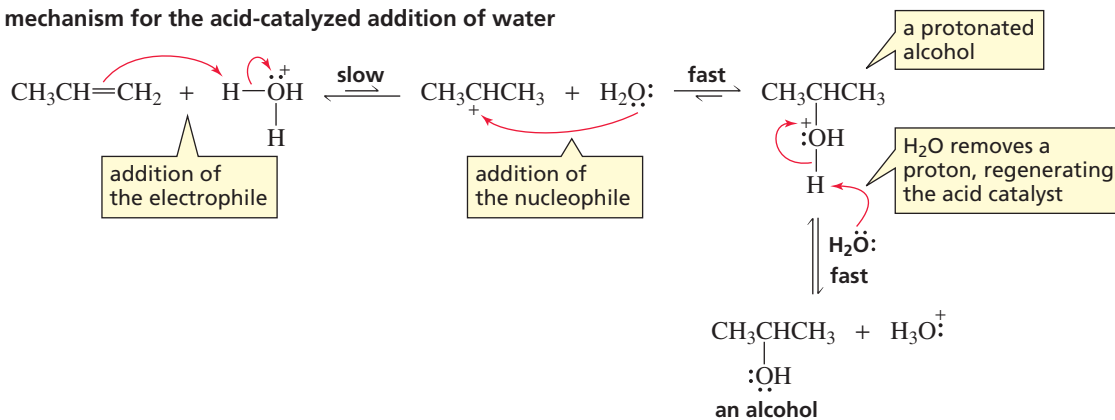 mechanism for the acid-catalyzed addition of water
a protonated
alcohol
CH₃CH=CH₂ + H—ÖH⁺
H
slow
CH₃CHCH₃ + H₂O:
+
fast
CH₃CHCH₃
+
:OH
H
addition of
the electrophile
addition of
the nucleophile
H₂O removes a
proton, regenerating
the acid catalyst
H₂Ö:
fast
CH₃CHCH₃ + H₃O:⁺
:OH
an alcohol